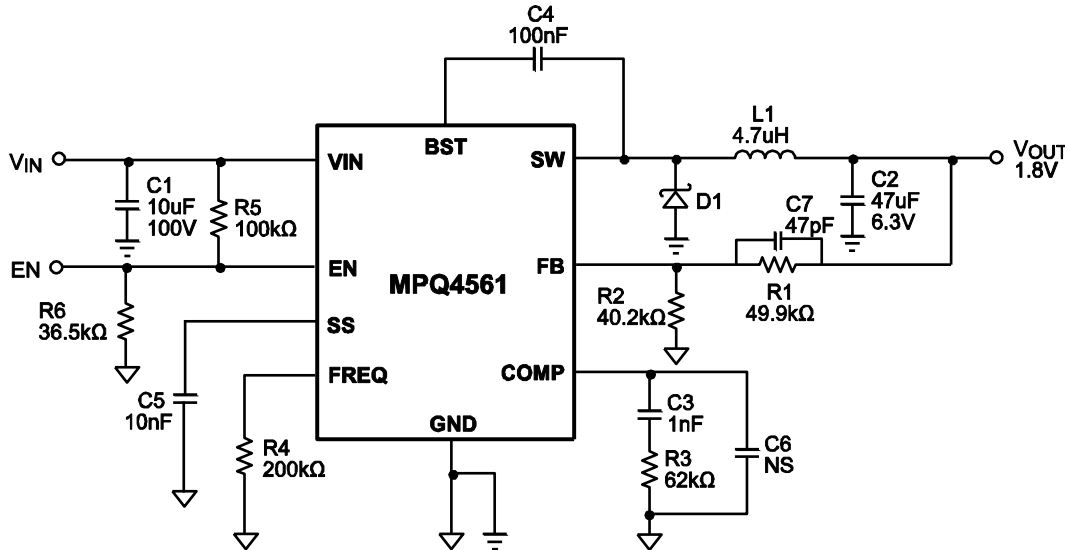 C4
100nF
BST
L1
4.7uH
VIN
VIN
SW
VOUT
1.8V
C1
10uF
100V
R5
100kΩ
D1
C2
47uF
6.3V
C7
47pF
EN
EN
FB
MPQ4561
R1
49.9kΩ
R2
40.2kΩ
R6
36.5kΩ
SS
FREQ
COMP
C5
10nF
C3
1nF
GND
R4
200kΩ
R3
62kΩ
C6
NS